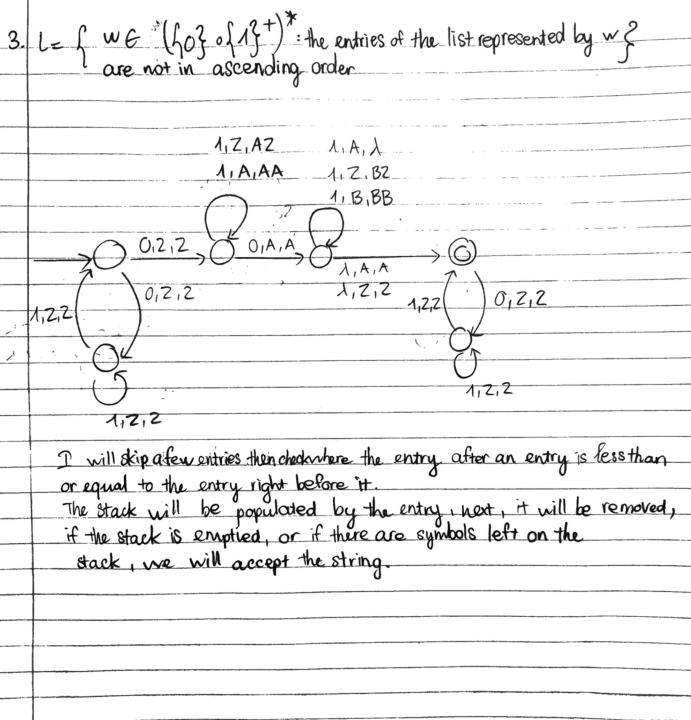 3. L = { w ∈ ({0} ∘ {1}⁺)* : the entries of the list represented by w }
are not in ascending order
1, Z, AZ
1, A, AA
1, A, λ
1, Z, BZ
1, B, BB
0, Z, Z
0, A, A
λ, A, A
λ, Z, Z
1, Z, Z
0, Z, Z
1, Z, Z
0, Z, Z
1, Z, Z
1, Z, Z
I will skip a few entries then check where the entry after an entry is less than
or equal to the entry right before it.
The stack will be populated by the entry, next, it will be removed,
if the stack is emptied, or if there are symbols left on the
stack, we will accept the string.